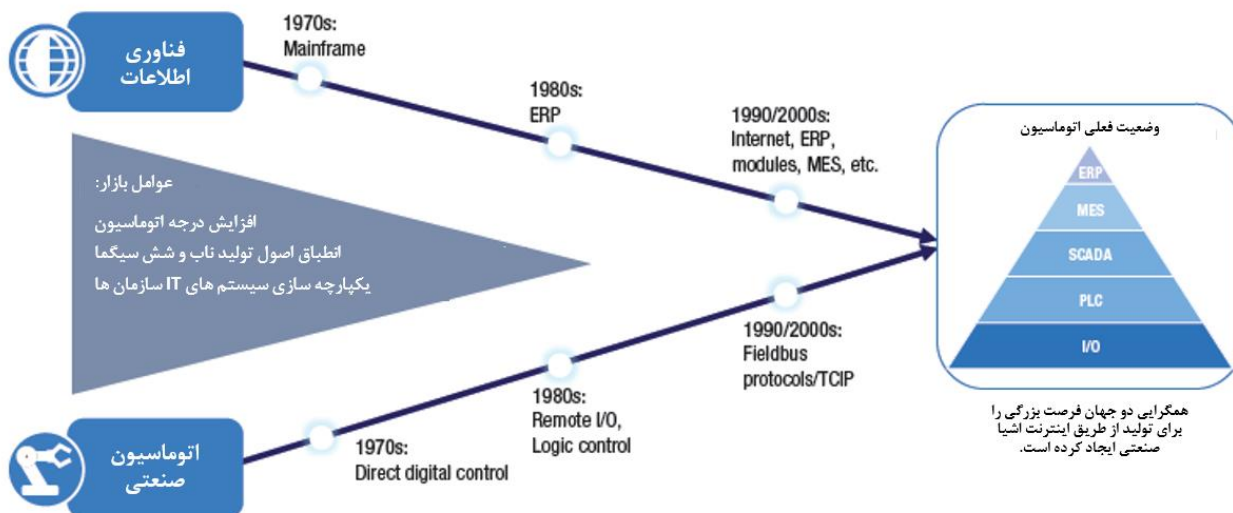 فناوری
اطلاعات
1970s:
Mainframe
1980s:
ERP
1990/2000s:
Internet, ERP,
modules, MES, etc.
عوامل بازار:
افزایش درجه اتوماسیون
انطباق اصول تولید ناب و شش سیگما
یکپارچه سازی سیستم های IT سازمان ها
اتوماسیون
صنعتی
1970s:
Direct digital control
1980s:
Remote I/O,
Logic control
1990/2000s:
Fieldbus
protocols/TCIP
وضعیت فعلی اتوماسیون
ERP
MES
SCADA
PLC
I/O
همگرایی دو جهان فرصت بزرگی را
برای تولید از طریق اینترنت اشیا
صنعتی ایجاد کرده است.